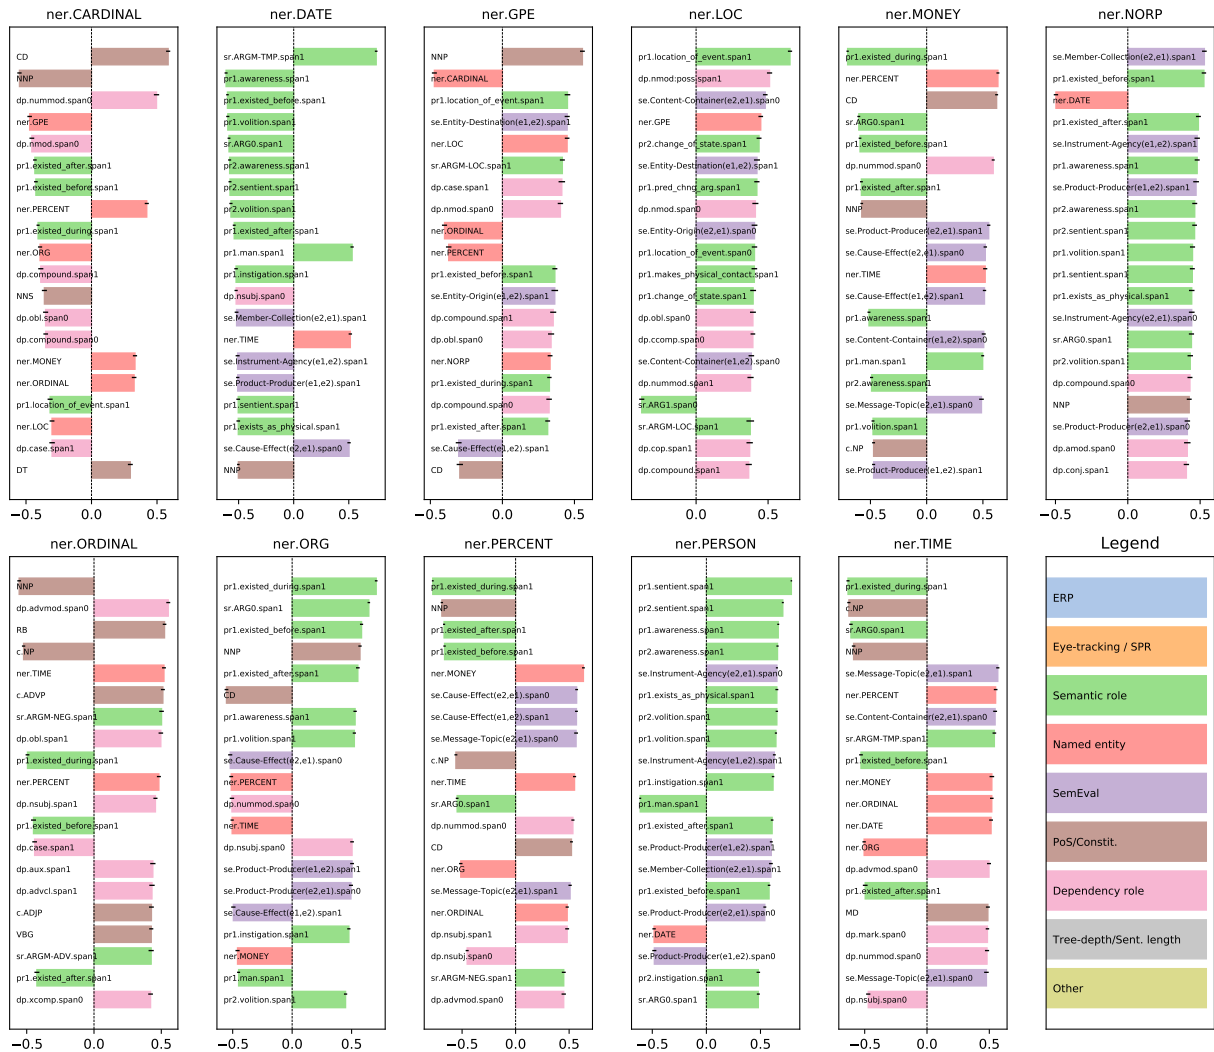 ner.CARDINAL
CD
NNP
dp.nummod.span0
ner.GPE
dp.nmod.span0
pr1.existed_after.span1
pr1.existed_before.span1
ner.PERCENT
pr1.existed_during.span1
ner.ORG
dp.compound.span1
NNS
dp.obl.span0
dp.compound.span0
ner.MONEY
ner.ORDINAL
pr1.location_of_event.span1
ner.LOC
dp.case.span1
DT
−0.5 0.0 0.5
ner.DATE
sr.ARGM-TMP.span1
pr1.awareness.span1
pr1.existed_before.span1
pr1.volition.span1
sr.ARG0.span1
pr2.awareness.span1
pr2.sentient.span1
pr2.volition.span1
pr1.existed_after.span1
pr1.man.span1
pr1.instigation.span1
dp.nsubj.span0
se.Member-Collection(e2,e1).span1
ner.TIME
se.Instrument-Agency(e1,e2).span1
se.Product-Producer(e1,e2).span1
pr1.sentient.span1
pr1.exists_as_physical.span1
se.Cause-Effect(e2,e1).span0
NNP
−0.5 0.0 0.5
ner.GPE
NNP
ner.CARDINAL
pr1.location_of_event.span1
se.Entity-Destination(e1,e2).span1
ner.LOC
sr.ARGM-LOC.span1
dp.case.span1
dp.nmod.span0
ner.ORDINAL
ner.PERCENT
pr1.existed_before.span1
se.Entity-Origin(e1,e2).span1
dp.compound.span1
dp.obl.span0
ner.NORP
pr1.existed_during.span1
dp.compound.span0
pr1.existed_after.span1
se.Cause-Effect(e1,e2).span1
CD
−0.5 0.0 0.5
ner.LOC
pr1.location_of_event.span1
dp.nmod:poss.span1
se.Content-Container(e2,e1).span0
ner.GPE
pr2.change_of_state.span1
se.Entity-Destination(e1,e2).span1
pr1.pred_chng_arg.span1
dp.nmod.span0
se.Entity-Origin(e2,e1).span0
pr1.location_of_event.span0
pr1.makes_physical_contact.span1
pr1.change_of_state.span1
dp.obl.span0
dp.ccomp.span0
se.Content-Container(e1,e2).span0
dp.nummod.span0
sr.ARG1.span0
sr.ARGM-LOC.span1
dp.cop.span1
dp.compound.span1
−0.5 0.0 0.5
ner.MONEY
pr1.existed_during.span1
ner.PERCENT
CD
sr.ARG0.span1
pr1.existed_before.span1
dp.nummod.span0
pr1.existed_after.span1
NNP
se.Product-Producer(e2,e1).span1
se.Cause-Effect(e2,e1).span0
ner.TIME
se.Cause-Effect(e1,e2).span1
pr1.awareness.span1
se.Content-Container(e1,e2).span0
pr1.man.span1
pr2.awareness.span1
se.Message-Topic(e2,e1).span0
pr1.volition.span1
c.NP
se.Product-Producer(e1,e2).span1
−0.5 0.0 0.5
ner.NORP
se.Member-Collection(e2,e1).span1
pr1.existed_before.span1
ner.DATE
pr1.existed_after.span1
se.Instrument-Agency(e1,e2).span1
pr1.awareness.span1
se.Product-Producer(e1,e2).span1
pr2.awareness.span1
pr2.sentient.span1
pr1.volition.span1
pr1.sentient.span1
pr1.exists_as_physical.span1
se.Instrument-Agency(e2,e1).span0
sr.ARG0.span1
pr2.volition.span1
dp.compound.span0
NNP
se.Product-Producer(e2,e1).span0
dp.amod.span0
dp.conj.span1
−0.5 0.0 0.5
ner.ORDINAL
NNP
dp.advmod.span0
RB
c.NP
ner.TIME
c.ADVP
sr.ARGM-NEG.span1
dp.obl.span1
pr1.existed_during.span1
ner.PERCENT
dp.nsubj.span1
pr1.existed_before.span1
dp.case.span1
dp.aux.span1
dp.advcl.span1
c.ADJP
VBG
sr.ARGM-ADV.span1
pr1.existed_after.span1
dp.xcomp.span0
−0.5 0.0 0.5
ner.ORG
pr1.existed_during.span1
sr.ARG0.span1
pr1.existed_before.span1
NNP
pr1.existed_after.span1
CD
pr1.awareness.span1
pr1.volition.span1
se.Cause-Effect(e2,e1).span0
ner.PERCENT
dp.nummod.span0
ner.TIME
dp.nsubj.span0
se.Product-Producer(e1,e2).span1
se.Product-Producer(e2,e1).span0
se.Cause-Effect(e1,e2).span1
pr1.instigation.span1
ner.MONEY
pr1.man.span1
pr2.volition.span1
−0.5 0.0 0.5
ner.PERCENT
pr1.existed_during.span1
NNP
pr1.existed_after.span1
pr1.existed_before.span1
ner.MONEY
se.Cause-Effect(e2,e1).span0
se.Cause-Effect(e1,e2).span1
se.Message-Topic(e2,e1).span0
c.NP
ner.TIME
sr.ARG0.span1
dp.nummod.span0
CD
ner.ORG
se.Message-Topic(e2,e1).span1
ner.ORDINAL
dp.nsubj.span1
dp.nsubj.span0
sr.ARGM-NEG.span1
dp.advmod.span0
−0.5 0.0 0.5
ner.PERSON
pr1.sentient.span1
pr2.sentient.span1
pr1.awareness.span1
pr2.awareness.span1
se.Instrument-Agency(e2,e1).span0
pr1.exists_as_physical.span1
pr2.volition.span1
pr1.volition.span1
se.Instrument-Agency(e1,e2).span1
pr1.instigation.span1
pr1.man.span1
pr1.existed_after.span1
se.Product-Producer(e1,e2).span1
se.Member-Collection(e2,e1).span1
pr1.existed_before.span1
se.Product-Producer(e2,e1).span0
ner.DATE
se.Product-Producer(e1,e2).span0
pr2.instigation.span1
sr.ARG0.span1
−0.5 0.0 0.5
ner.TIME
pr1.existed_during.span1
c.NP
sr.ARG0.span1
NNP
se.Message-Topic(e2,e1).span0
ner.PERCENT
se.Content-Container(e1,e2).span0
sr.ARGM-TMP.span1
pr1.existed_before.span1
ner.MONEY
ner.ORDINAL
ner.DATE
ner.ORG
dp.advmod.span0
pr1.existed_after.span1
MD
dp.mark.span0
dp.nummod.span0
se.Message-Topic(e2,e1).span0
dp.nsubj.span0
−0.5 0.0 0.5
Legend
ERP
Eye-tracking / SPR
Semantic role
Named entity
SemEval
PoS/Constit.
Dependency role
Tree-depth/Sent. length
Other